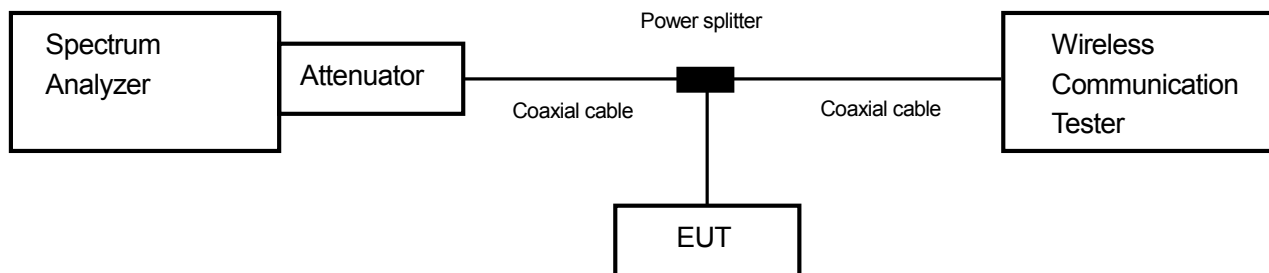 Power splitter
Spectrum
Analyzer
Attenuator
Wireless
Communication
Tester
Coaxial cable
Coaxial cable
EUT